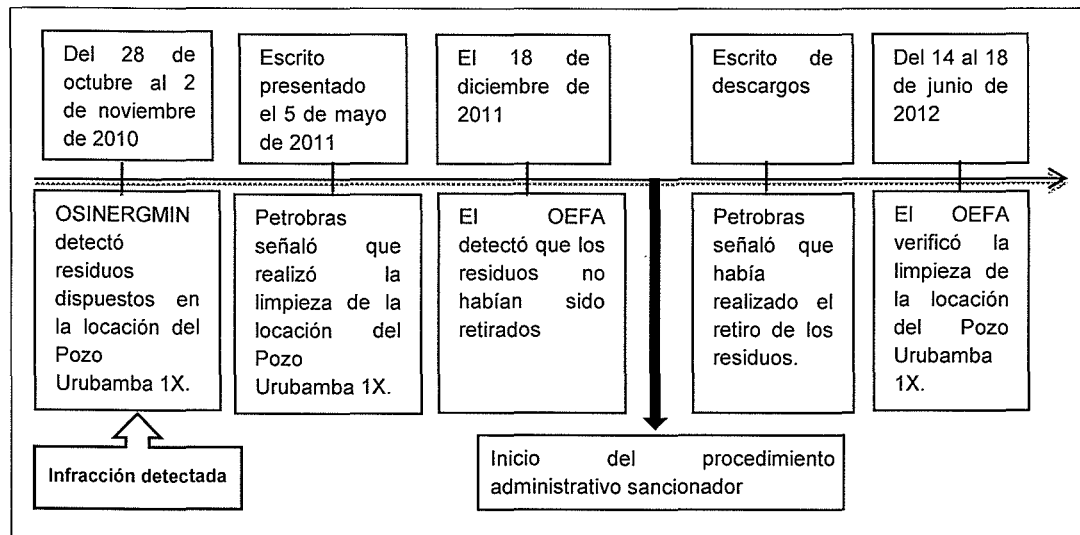 Del 28 de
octubre al 2
de noviembre
de 2010
Escrito
presentado
el 5 de mayo
de 2011
El 18 de
diciembre de
2011
Escrito de
descargos
Del 14 al 18
de junio de
2012
OSINERGMIN
detectó
residuos
dispuestos en
la locación del
Pozo
Urubamba 1X.
Petrobras
señaló que
realizó la
limpieza de la
locación del
Pozo
Urubamba 1X.
El OEFA
detectó que los
residuos no
habían sido
retirados
Petrobras
señaló que
había
realizado el
retiro de los
residuos.
El OEFA
verificó la
limpieza de
la locación
del Pozo
Urubamba
1X.
Infracción detectada
Inicio del procedimiento
administrativo sancionador